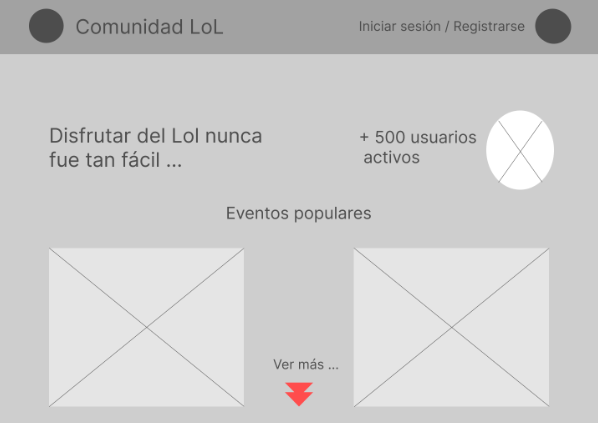 Comunidad LoL
Iniciar sesión / Registrarse
Disfrutar del Lol nunca
fue tan fácil ...
+ 500 usuarios
activos
Eventos populares
Ver más ...